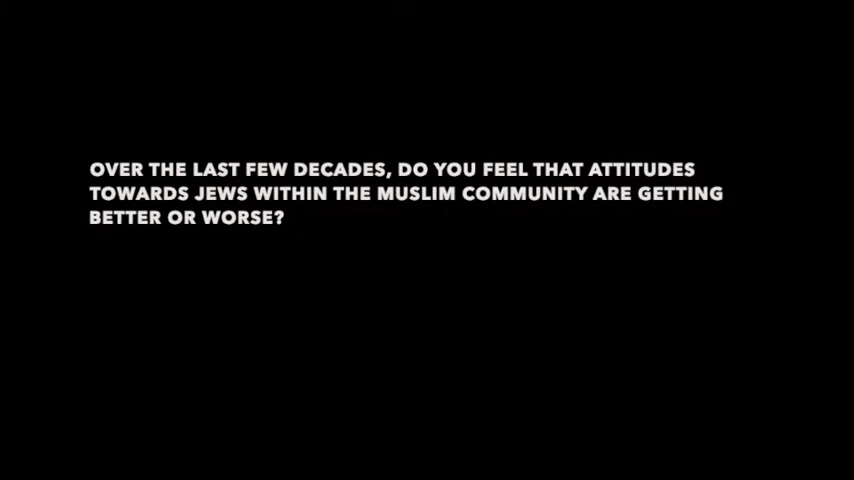 OVER THE LAST FEW DECADES, DO YOU FEEL THAT ATTITUDES
TOWARDS JEWS WITHIN THE MUSLIM COMMUNITY ARE GETTING
BETTER OR WORSE?